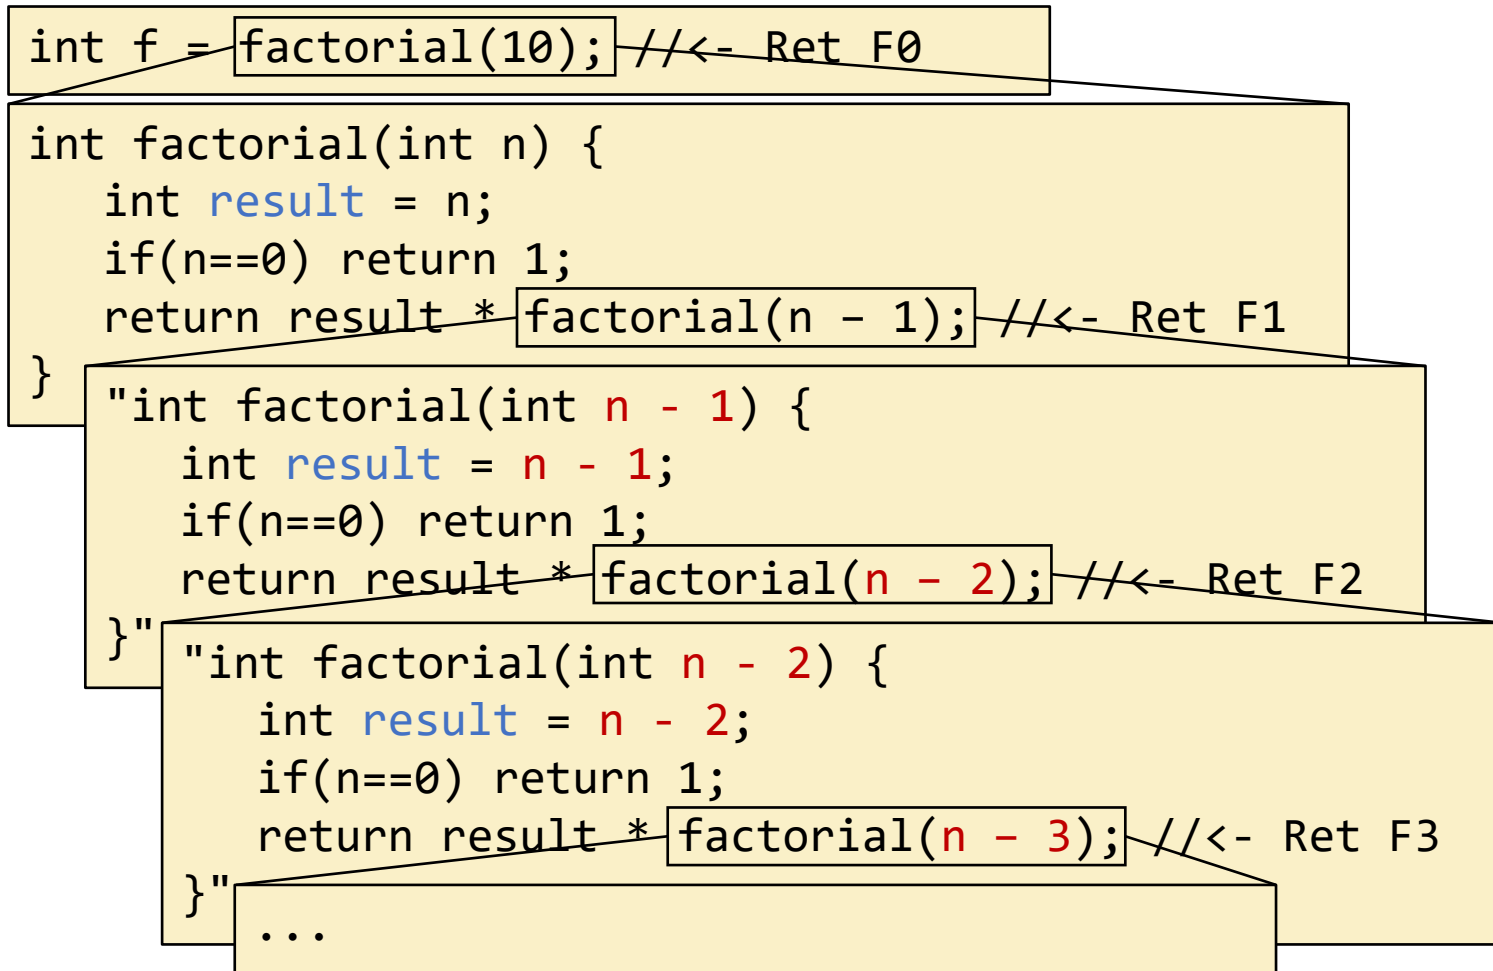 int f = factorial(10); //<- Ret F0
int factorial(int n) {
int result = n;
if(n==0) return 1;
return result * factorial(n – 1); //<- Ret F1
}
"int factorial(int n - 1) {
int result = n - 1;
if(n==0) return 1;
return result * factorial(n – 2); //<- Ret F2
}"
"int factorial(int n - 2) {
int result = n - 2;
if(n==0) return 1;
return result * factorial(n – 3); //<- Ret F3
}"
...